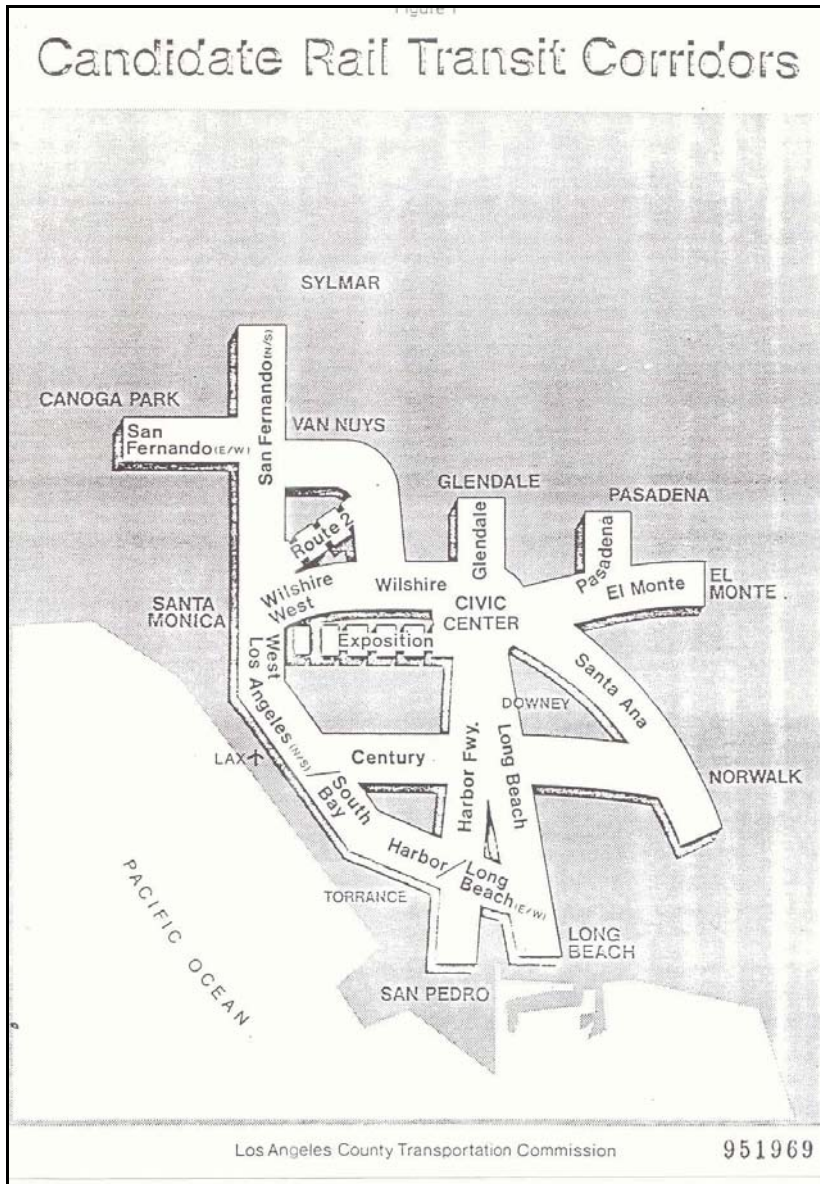 Figure 1
Candidate Rail Transit Corridors
SYLMAR
San Fernando (N/S)
CANOGA PARK
San
Fernando (E/W)
VAN NUYS
GLENDALE
PASADENA
Route 2
Glendale
Pasadena
Wilshire
West
Wilshire
El Monte
EL
MONTE
SANTA
MONICA
CIVIC
CENTER
Exposition
West
Los Angeles (N/S) /
South
Bay
Santa Ana
DOWNEY
LAX
Century
Harbor Fwy.
Long Beach
NORWALK
Harbor /
Long
Beach (E/W)
TORRANCE
LONG
BEACH
SAN PEDRO
PACIFIC OCEAN
Los Angeles County Transportation Commission
951969